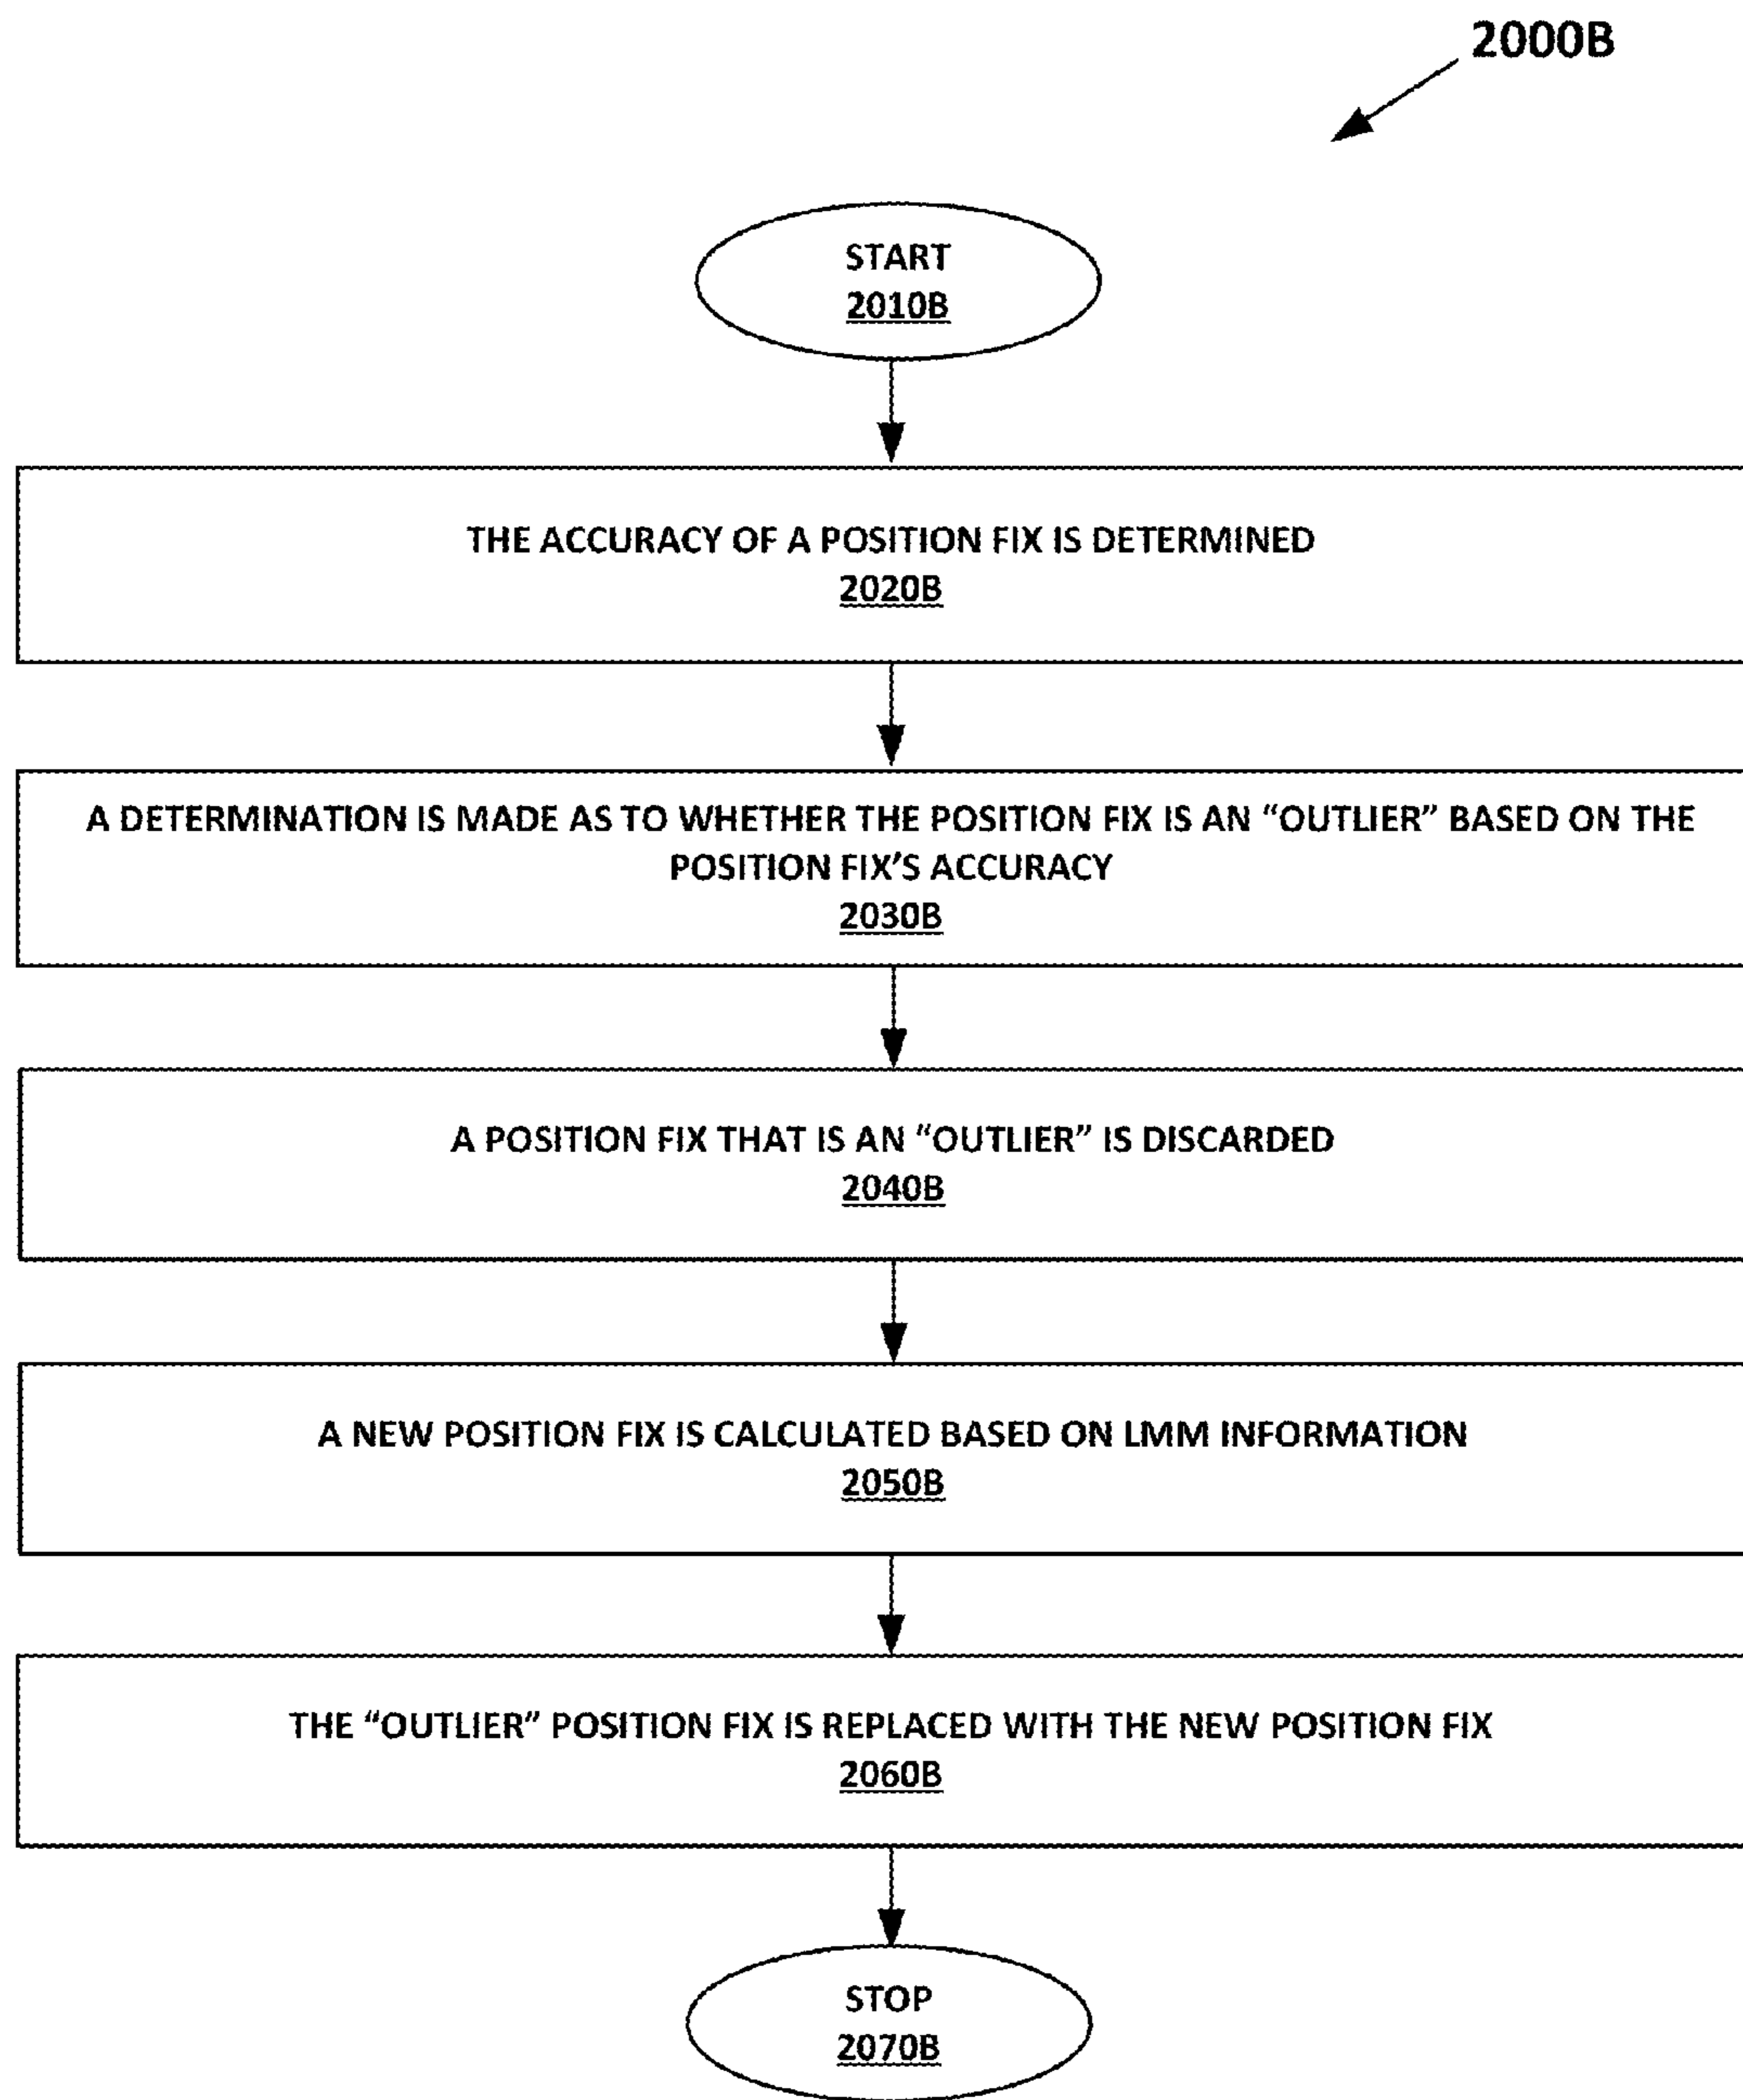 2000B
START
2010B
THE ACCURACY OF A POSITION FIX IS DETERMINED
2020B
A DETERMINATION IS MADE AS TO WHETHER THE POSITION FIX IS AN “OUTLIER” BASED ON THE
POSITION FIX’S ACCURACY
2030B
A POSITION FIX THAT IS AN “OUTLIER” IS DISCARDED
2040B
A NEW POSITION FIX IS CALCULATED BASED ON LMM INFORMATION
2050B
THE “OUTLIER” POSITION FIX IS REPLACED WITH THE NEW POSITION FIX
2060B
STOP
2070B